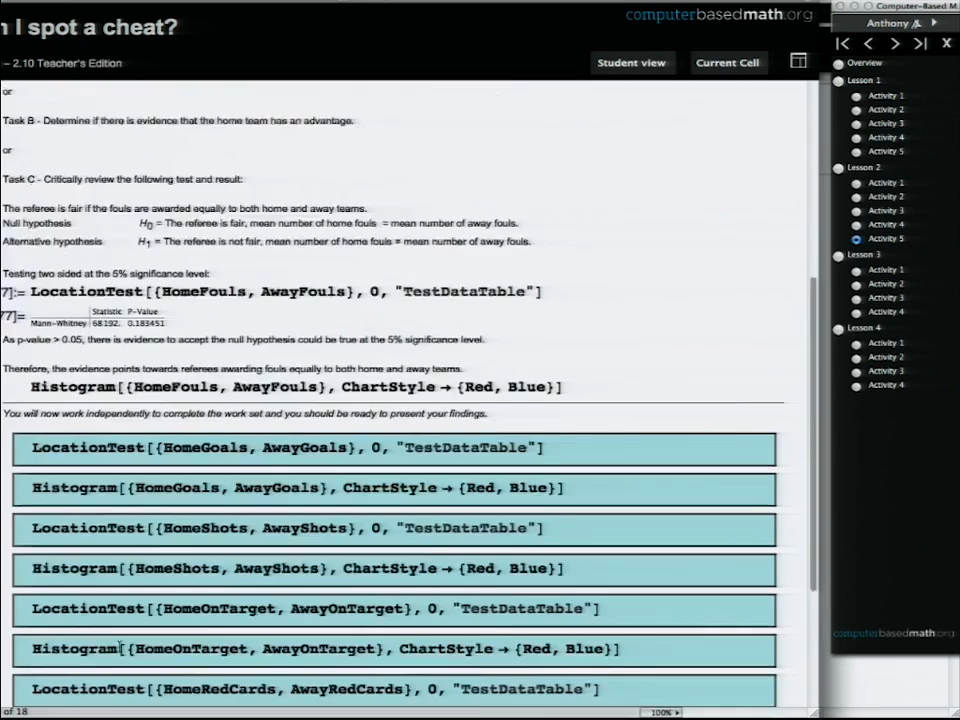 n I spot a cheat?
computerbasedmath.org
– 2.10 Teacher's Edition
Student view
Current Cell
or
Task B - Determine if there is evidence that the home team has an advantage.
or
Task C - Critically review the following test and result:
The referee is fair if the fouls are awarded equally to both home and away teams.
Null hypothesis H0 = The referee is fair, mean number of home fouls = mean number of away fouls.
Alternative hypothesis H1 = The referee is not fair, mean number of home fouls ≠ mean number of away fouls.
Testing two sided at the 5% significance level:
7]:= LocationTest[{HomeFouls, AwayFouls}, 0, "TestDataTable"]
77]=
Statistic P-Value
Mann-Whitney 68192. 0.183451
As p-value > 0.05, there is evidence to accept the null hypothesis could be true at the 5% significance level.
Therefore, the evidence points towards referees awarding fouls equally to both home and away teams.
Histogram[{HomeFouls, AwayFouls}, ChartStyle → {Red, Blue}]
You will now work independently to complete the work set and you should be ready to present your findings.
LocationTest[{HomeGoals, AwayGoals}, 0, "TestDataTable"]
Histogram[{HomeGoals, AwayGoals}, ChartStyle → {Red, Blue}]
LocationTest[{HomeShots, AwayShots}, 0, "TestDataTable"]
Histogram[{HomeShots, AwayShots}, ChartStyle → {Red, Blue}]
LocationTest[{HomeOnTarget, AwayOnTarget}, 0, "TestDataTable"]
Histogram[{HomeOnTarget, AwayOnTarget}, ChartStyle → {Red, Blue}]
LocationTest[{HomeRedCards, AwayRedCards}, 0, "TestDataTable"]
of 18
100%
Computer-Based M
Anthony
X
Overview
Lesson 1
Activity 1
Activity 2
Activity 3
Activity 4
Activity 5
Lesson 2
Activity 1
Activity 2
Activity 3
Activity 4
Activity 5
Lesson 3
Activity 1
Activity 2
Activity 3
Activity 4
Lesson 4
Activity 1
Activity 2
Activity 3
Activity 4
computerbasedmath.org